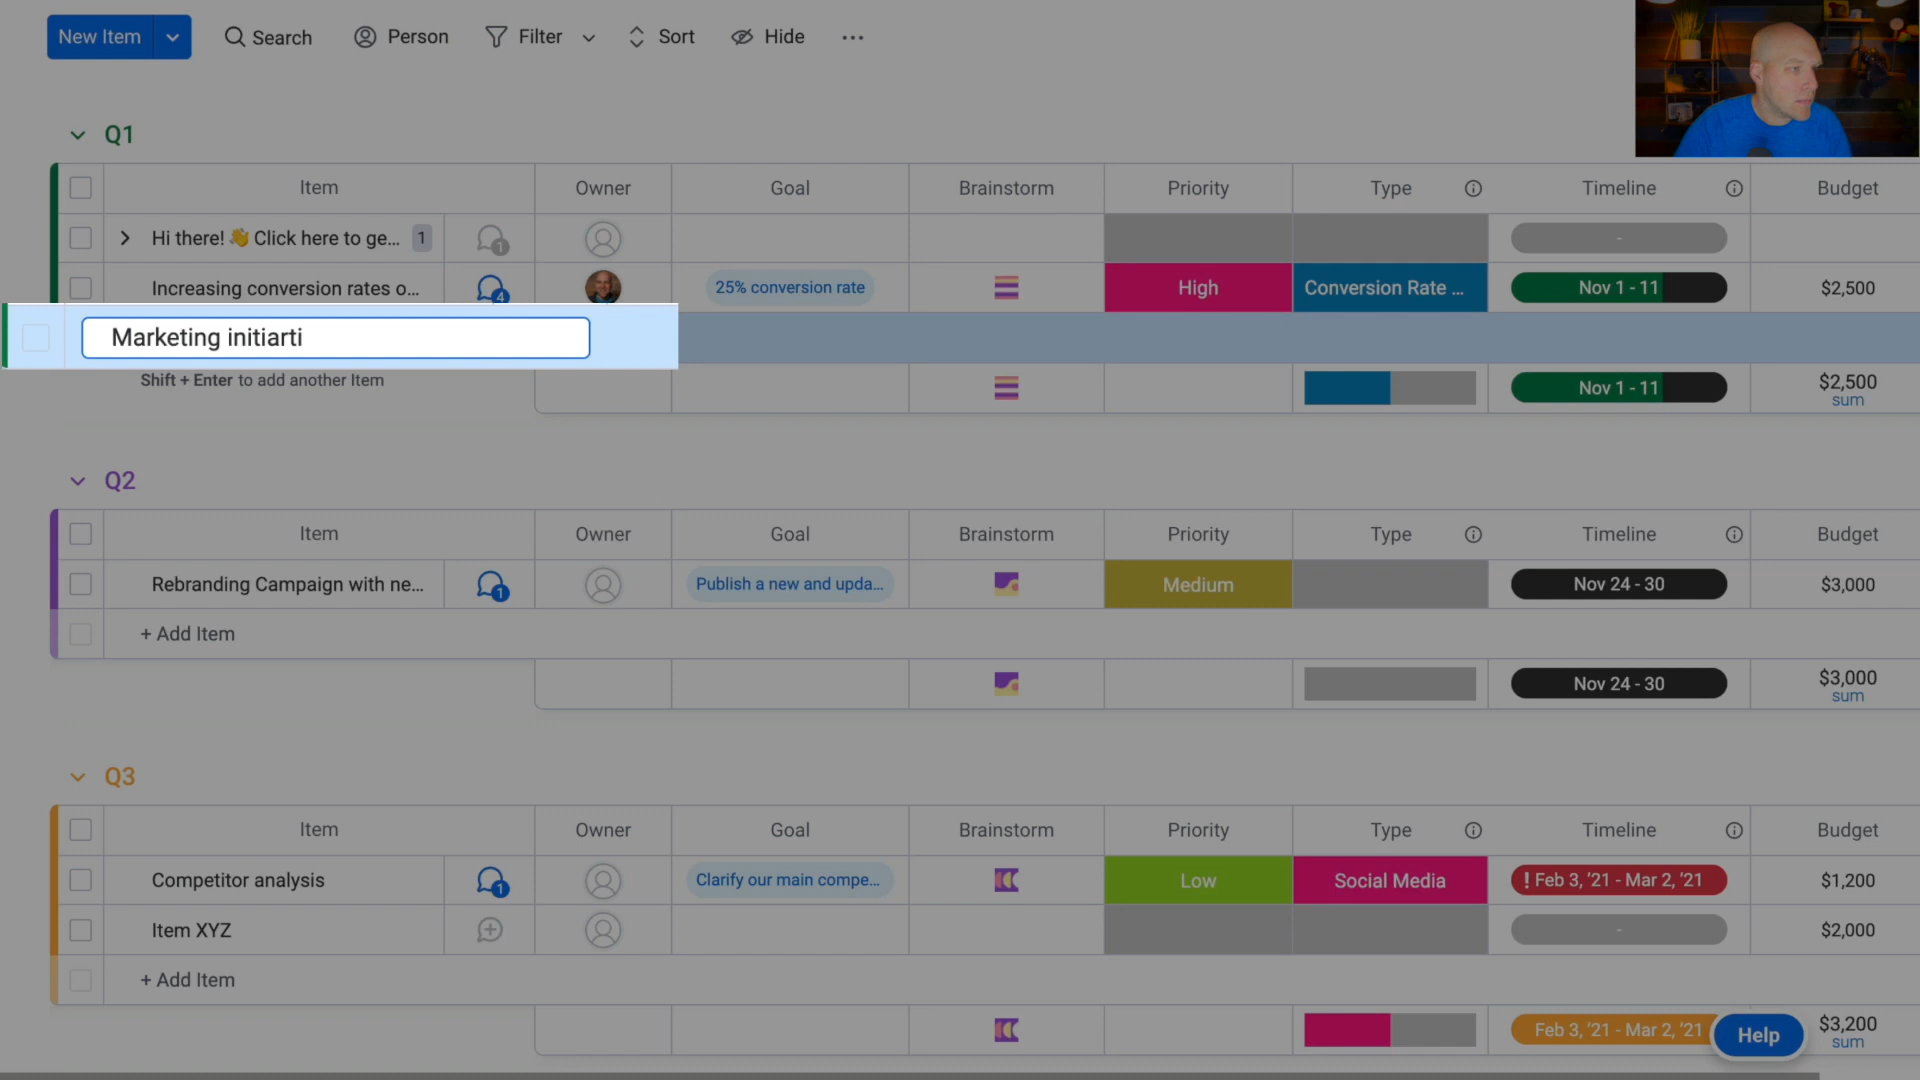 New Item Search Person Filter Sort Hide
Q1
Item Owner Goal Brainstorm Priority Type Timeline Budget
Hi there! 👋 Click here to ge... 1 1 -
Increasing conversion rates o... 4 25% conversion rate High Conversion Rate ... Nov 1 - 11 $2,500
Marketing initiarti
Shift + Enter to add another Item Nov 1 - 11 $2,500
sum
Q2
Item Owner Goal Brainstorm Priority Type Timeline Budget
Rebranding Campaign with ne... 1 Publish a new and upda... Medium Nov 24 - 30 $3,000
+ Add Item
Nov 24 - 30 $3,000
sum
Q3
Item Owner Goal Brainstorm Priority Type Timeline Budget
Competitor analysis 1 Clarify our main compe... Low Social Media ! Feb 3, '21 - Mar 2, '21 $1,200
Item XYZ - $2,000
+ Add Item
Feb 3, '21 - Mar 2, '21 Help $3,200
sum